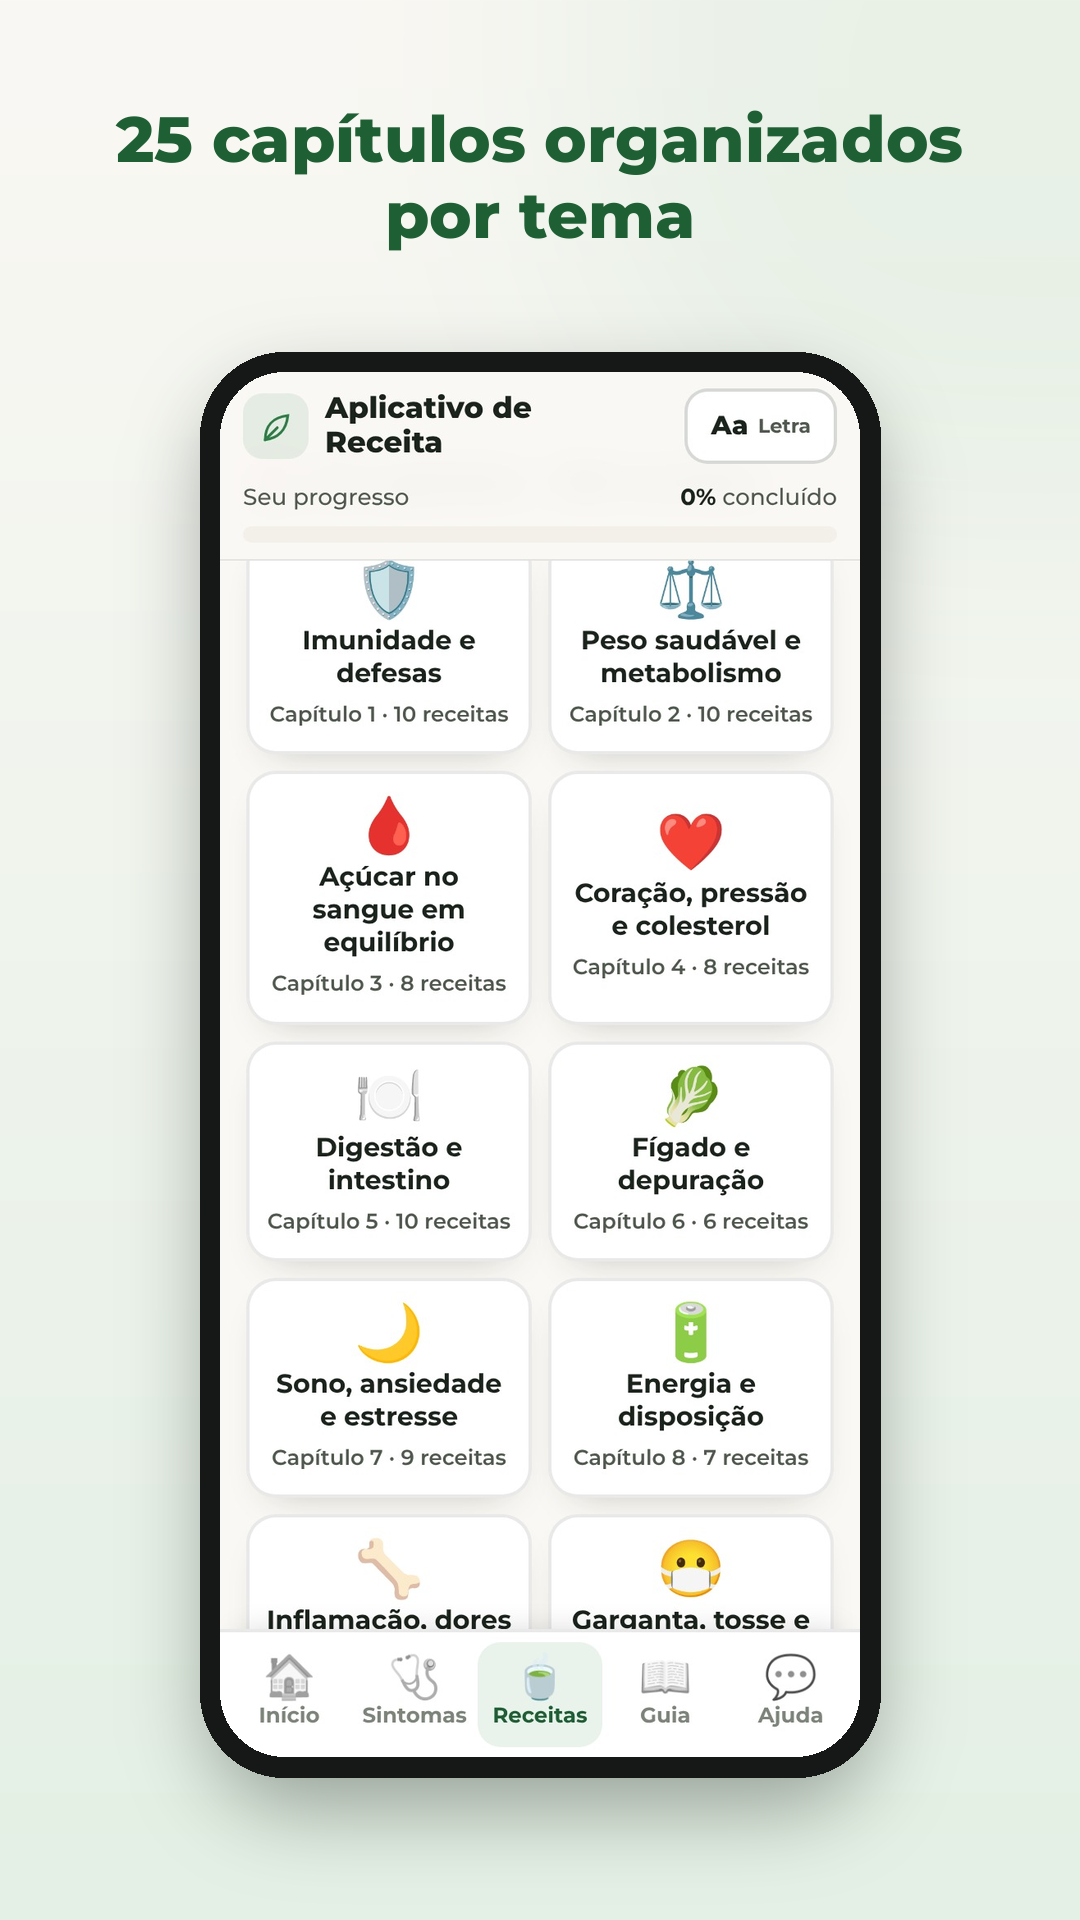 25 capítulos organizados
por tema
Aplicativo de
Receita
Aa Letra
Seu progresso
0% concluído
Imunidade e
defesas
Capítulo 1 · 10 receitas
Peso saudável e
metabolismo
Capítulo 2 · 10 receitas
Açúcar no
sangue em
equilíbrio
Capítulo 3 · 8 receitas
Coração, pressão
e colesterol
Capítulo 4 · 8 receitas
Digestão e
intestino
Capítulo 5 · 10 receitas
Fígado e
depuração
Capítulo 6 · 6 receitas
Sono, ansiedade
e estresse
Capítulo 7 · 9 receitas
Energia e
disposição
Capítulo 8 · 7 receitas
Inflamação, dores
Garganta, tosse e
Início
Sintomas
Receitas
Guia
Ajuda